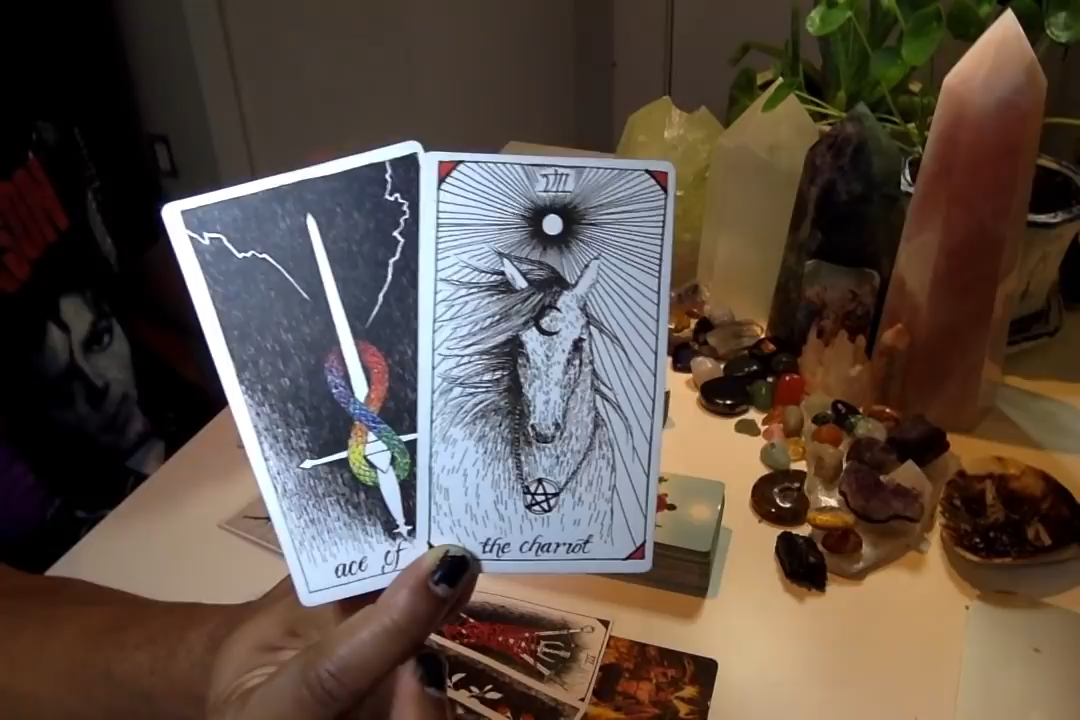 VII
ace of
the chariot